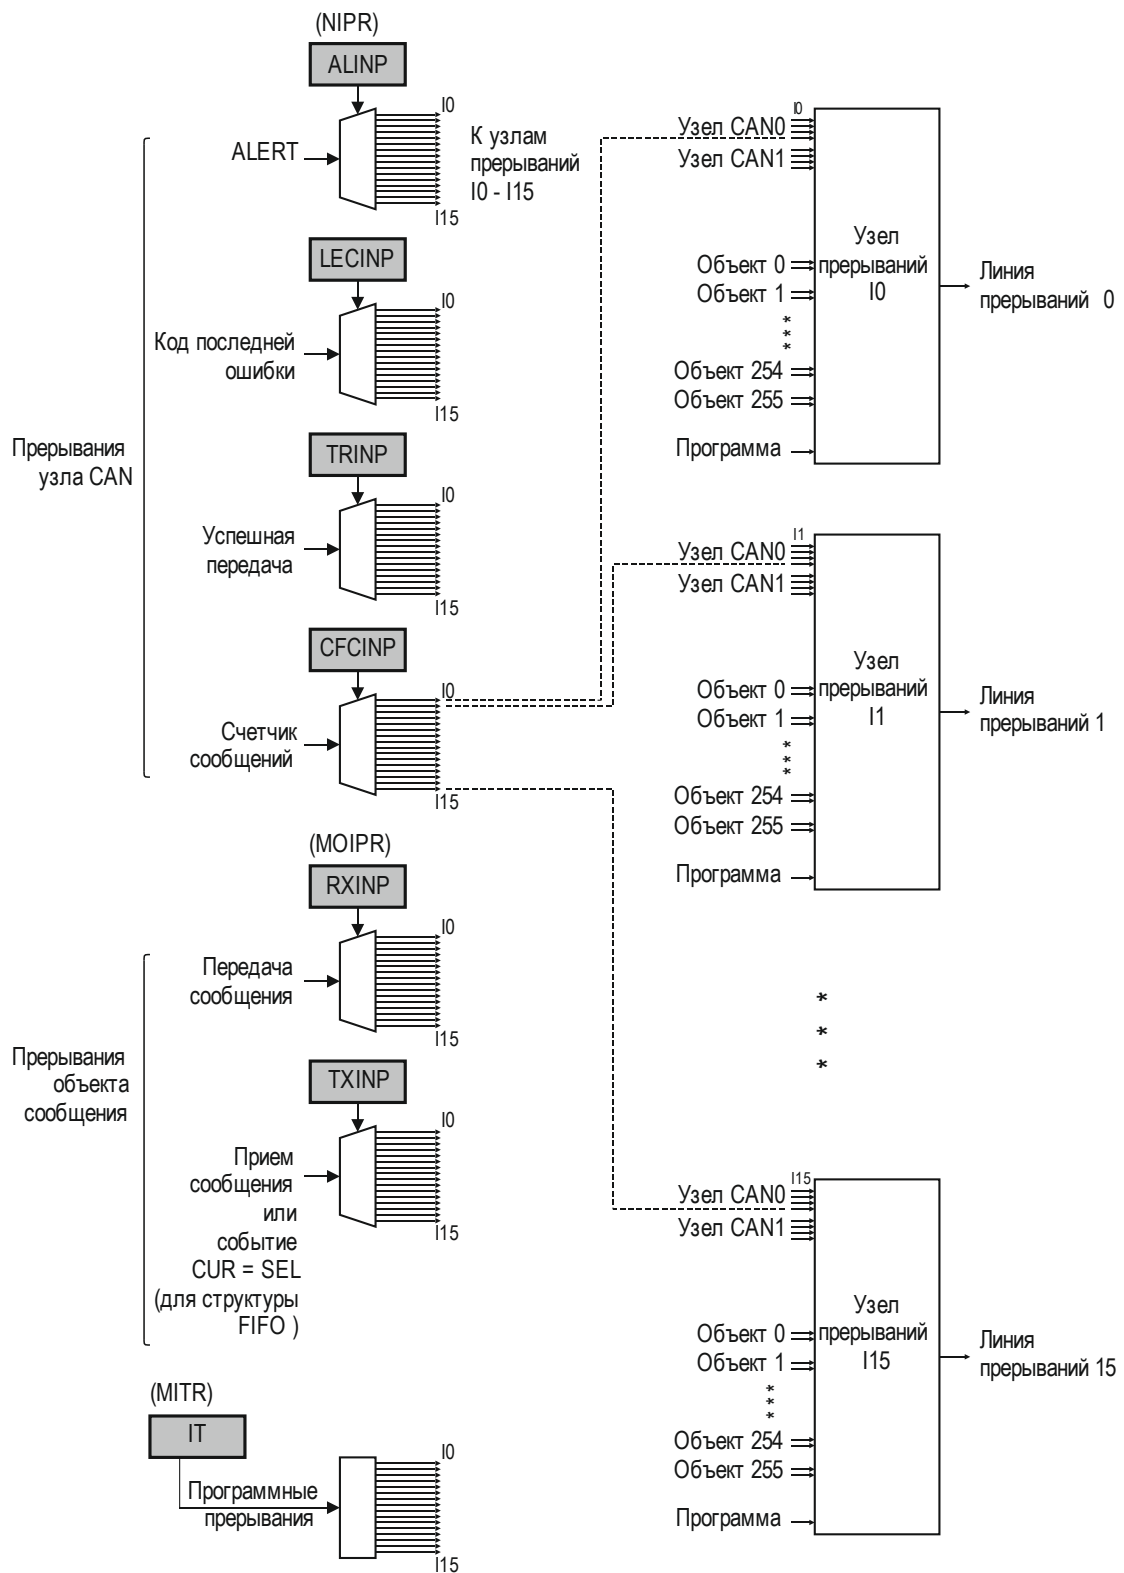 (NIPR)
ALINP
I0
ALERT
К узлам
прерываний
I0 - I15
I15
LECINP
I0
Код последней
ошибки
I15
Прерывания
узла CAN
TRINP
I0
Успешная
передача
I15
CFCINP
I0
Счетчик
сообщений
I15
(MOIPR)
RXINP
I0
Передача
сообщения
I15
Прерывания
объекта
сообщения
TXINP
I0
Прием
сообщения
или
событие
CUR = SEL
(для структуры
FIFO )
I15
(MITR)
IT
I0
Программные
прерывания
I15
I0
Узел CAN0
Узел CAN1
Объект 0
Объект 1
* * *
Объект 254
Объект 255
Программа
Узел
прерываний
I0
Линия
прерываний 0
I1
Узел CAN0
Узел CAN1
Объект 0
Объект 1
* * *
Объект 254
Объект 255
Программа
Узел
прерываний
I1
Линия
прерываний 1
*
*
*
I15
Узел CAN0
Узел CAN1
Объект 0
Объект 1
* * *
Объект 254
Объект 255
Программа
Узел
прерываний
I15
Линия
прерываний 15